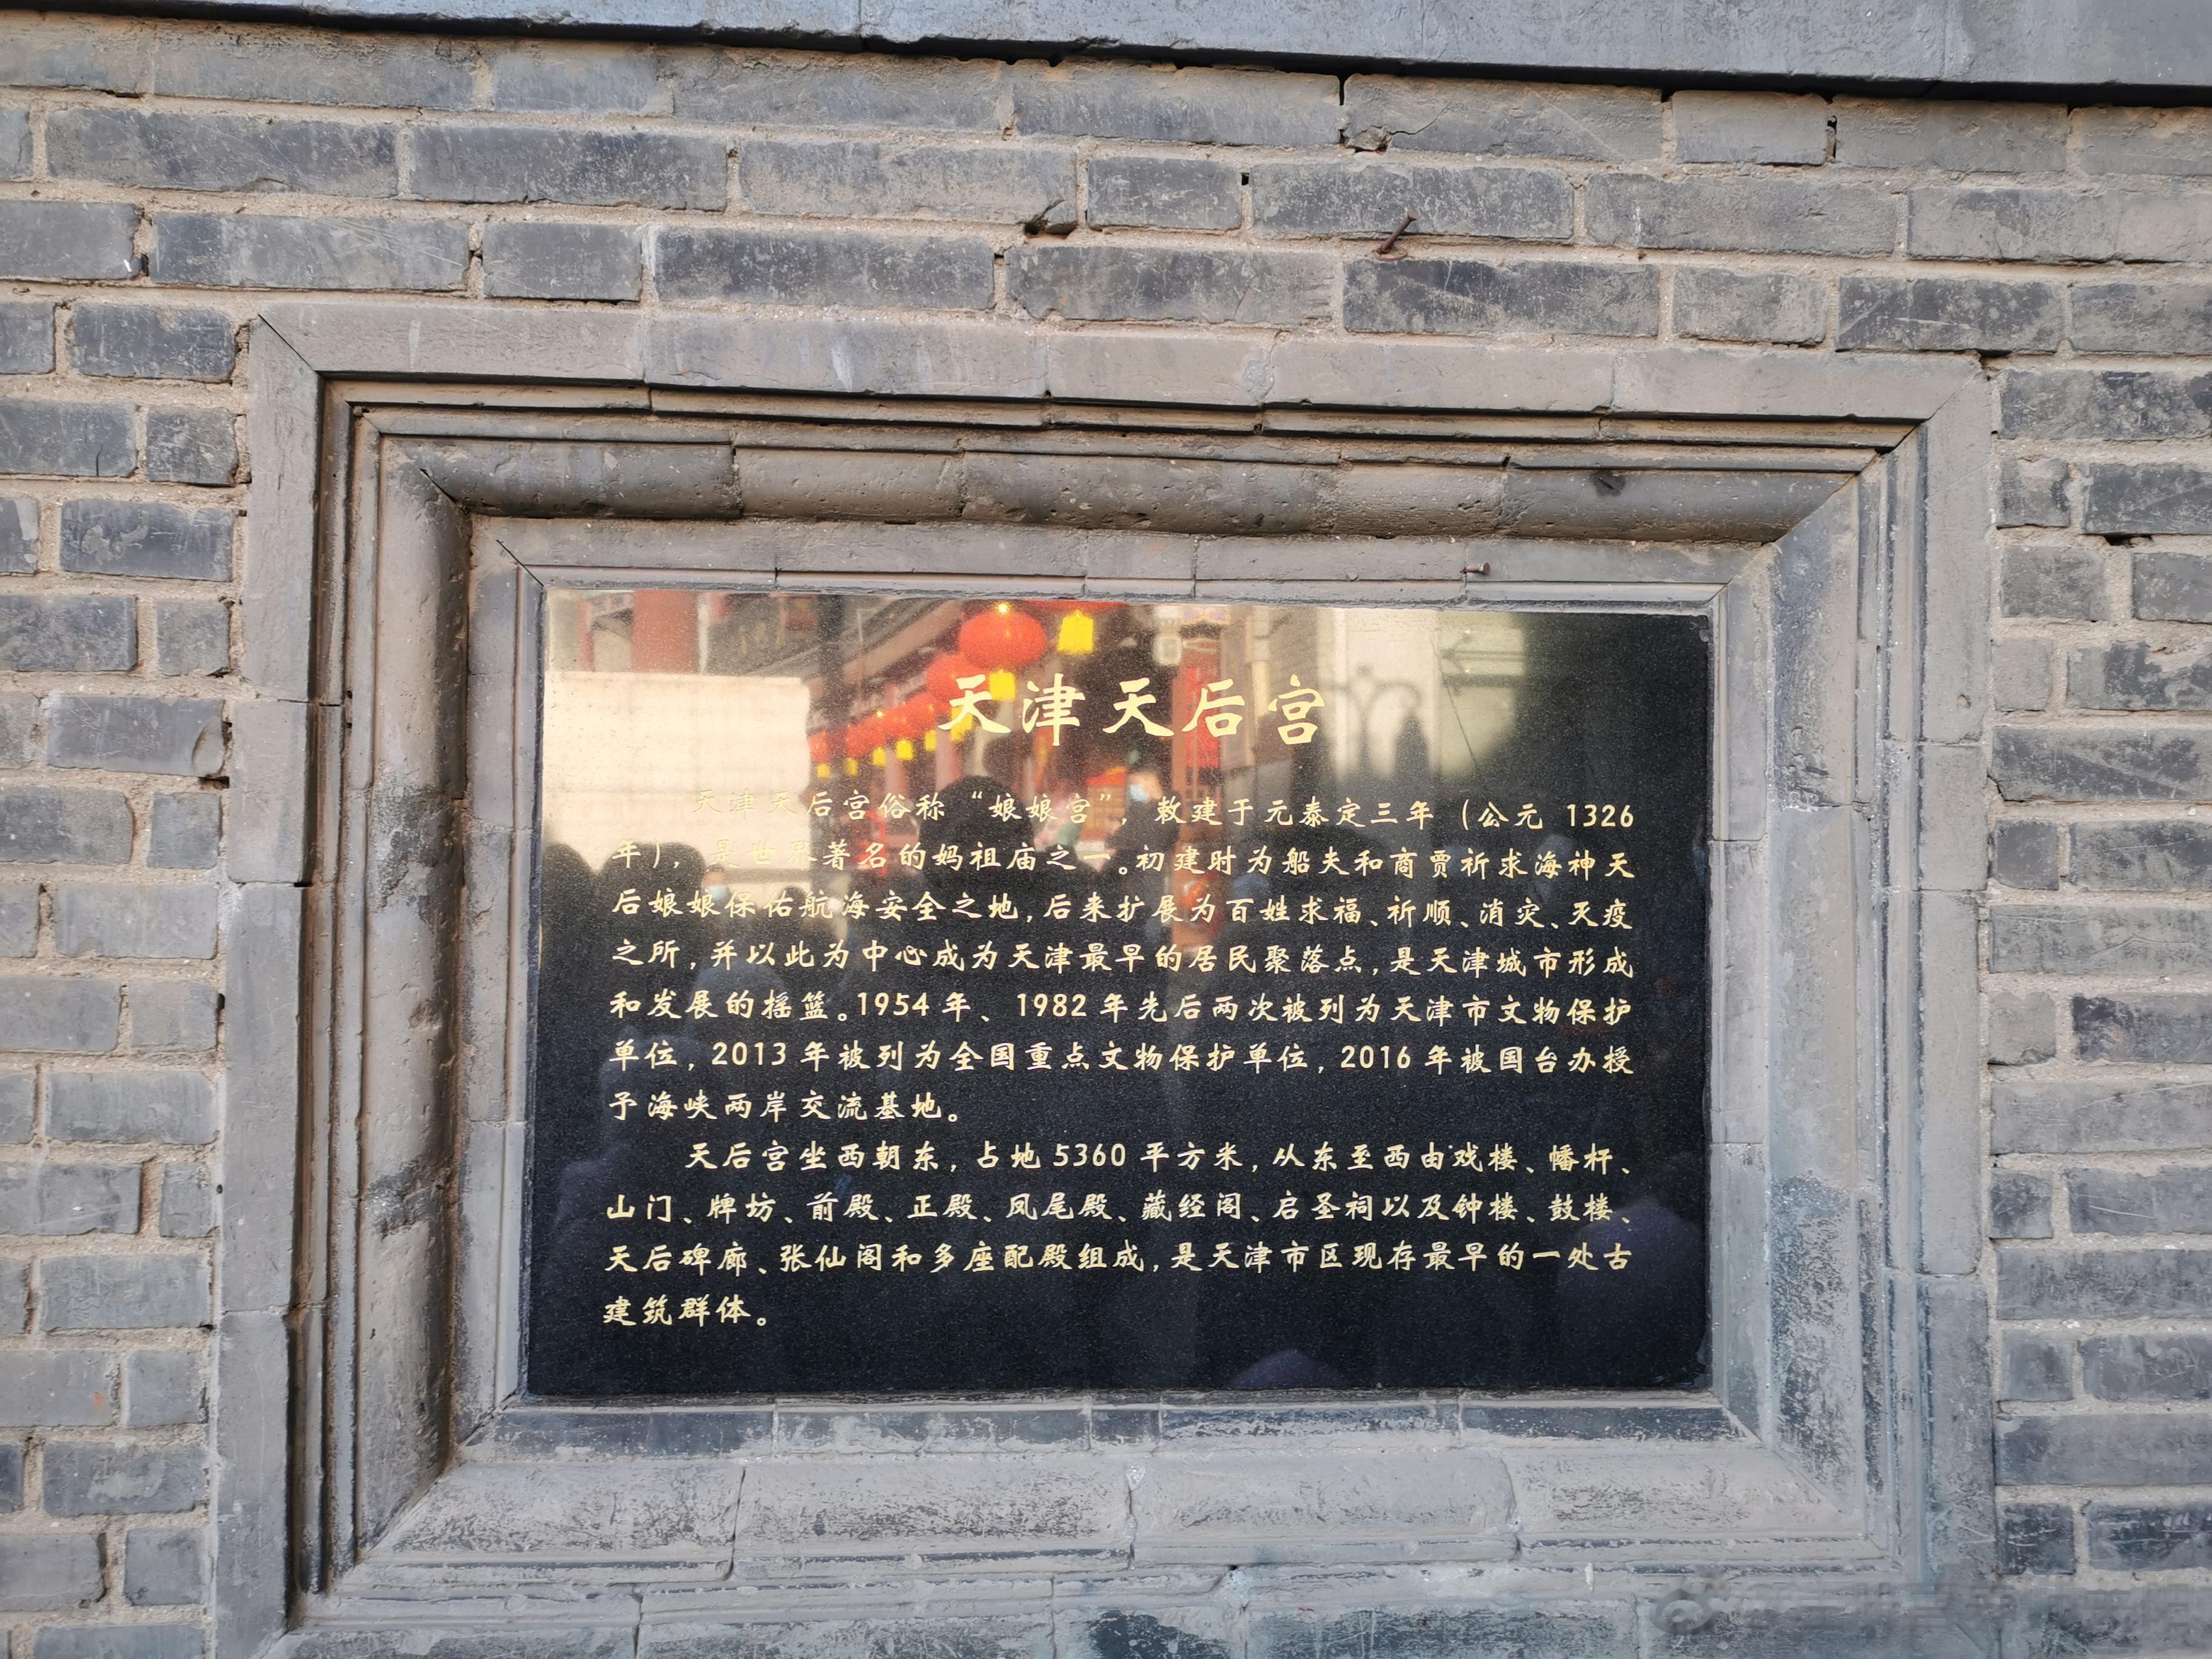 天津天后宫
天津天后宫俗称“娘娘宫”，敕建于元泰定三年（公元 1326
年），是世界著名的妈祖庙之一。初建时为船夫和商贾祈求海神天
后娘娘保佑航海安全之地，后来扩展为百姓求福、祈顺、消灾、灭疫
之所，并以此为中心成为天津最早的居民聚落点，是天津城市形成
和发展的摇篮。1954 年、1982 年先后两次被列为天津市文物保护
单位，2013 年被列为全国重点文物保护单位，2016 年被国台办授
予海峡两岸交流基地。
天后宫坐西朝东，占地 5360 平方米，从东至西由戏楼、幡杆、
山门、牌坊、前殿、正殿、凤尾殿、藏经阁、启圣祠以及钟楼、鼓楼、
天后碑廊、张仙阁和多座配殿组成，是天津市区现存最早的一处古
建筑群体。